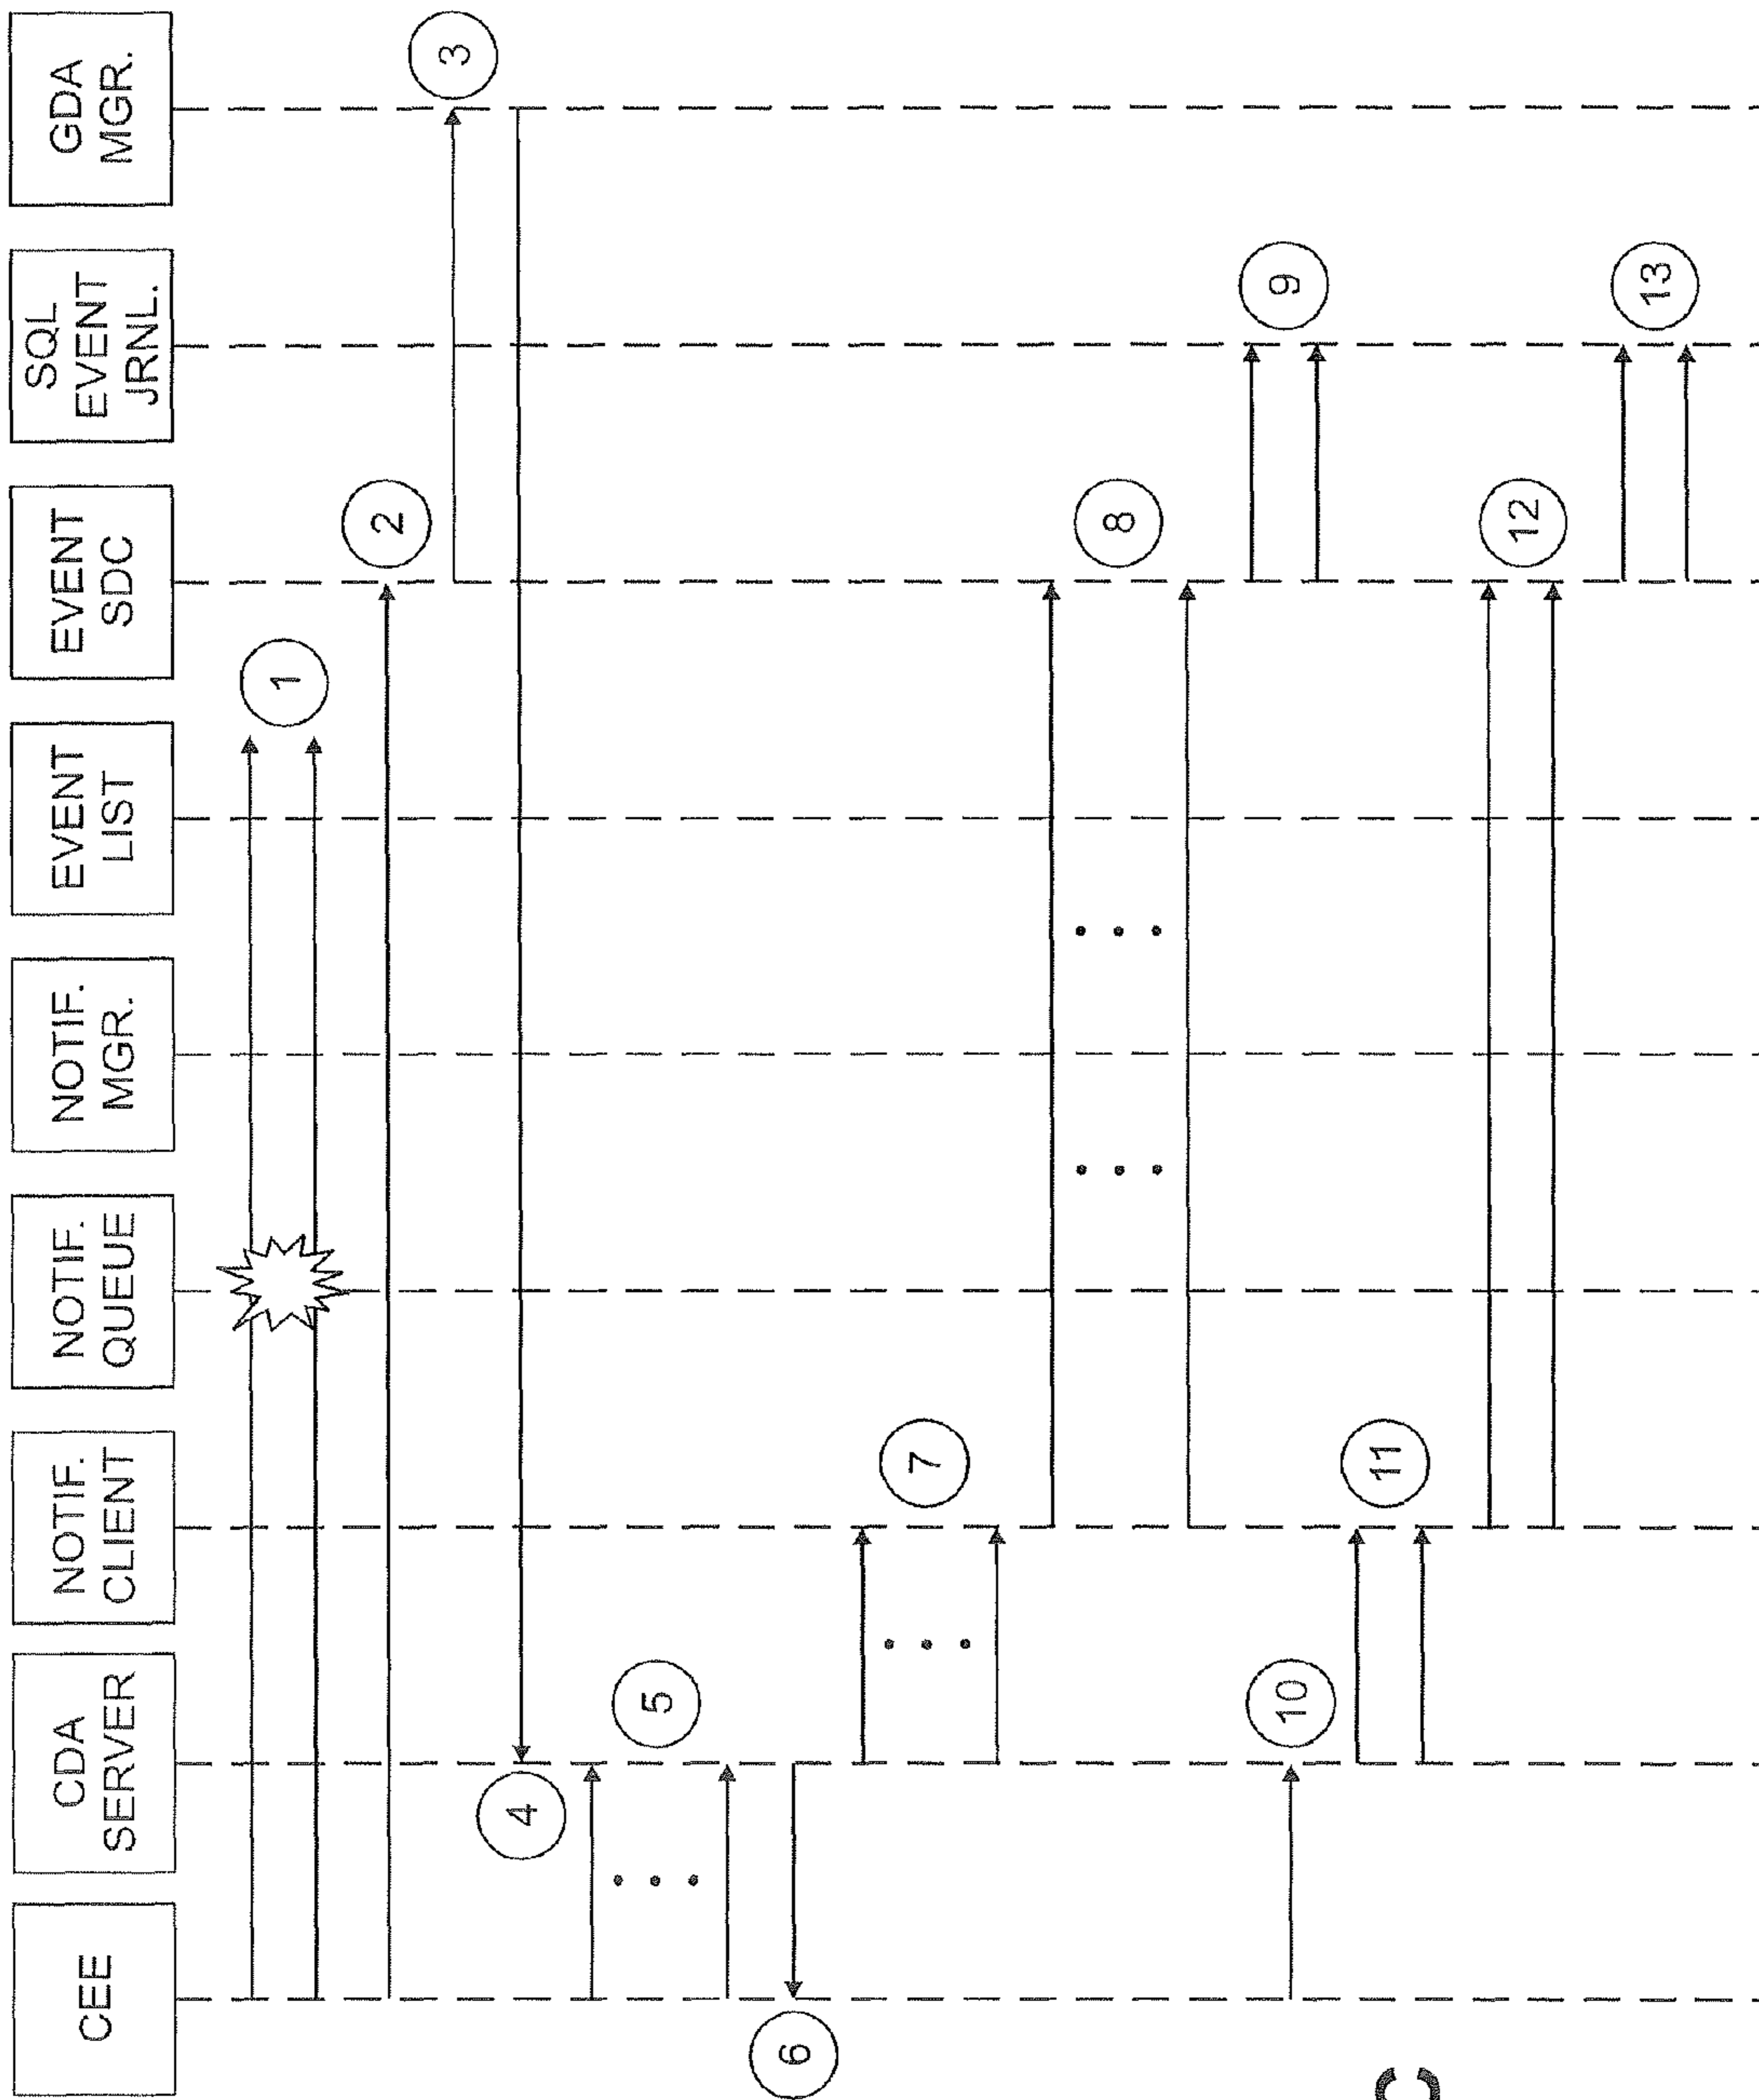 CEE
CDA
SERVER
NOTIF.
CLIENT
NOTIF.
QUEUE
NOTIF.
MGR.
EVENT
LIST
EVENT
SDC
SQL
EVENT
JRNL.
GDA
MGR.
1
2
3
4
5
6
7
8
9
10
11
12
13
C